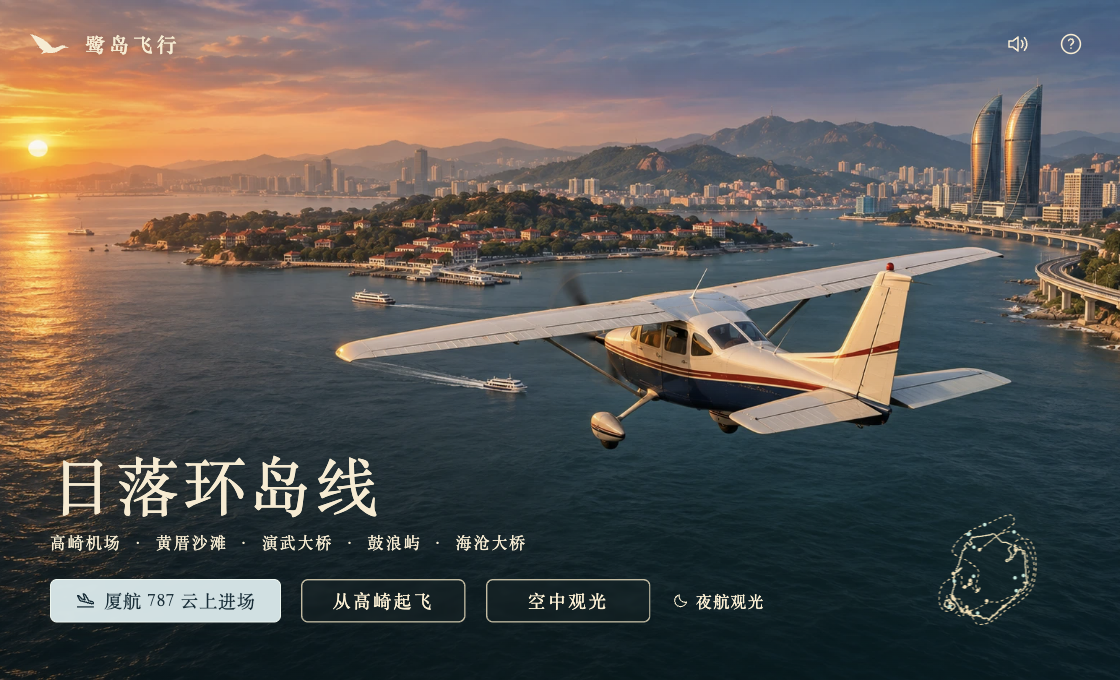 鹭岛飞行
日落环岛线
高崎机场 · 黄厝沙滩 · 演武大桥 · 鼓浪屿 · 海沧大桥
厦航 787 云上进场
从高崎起飞
空中观光
夜航观光